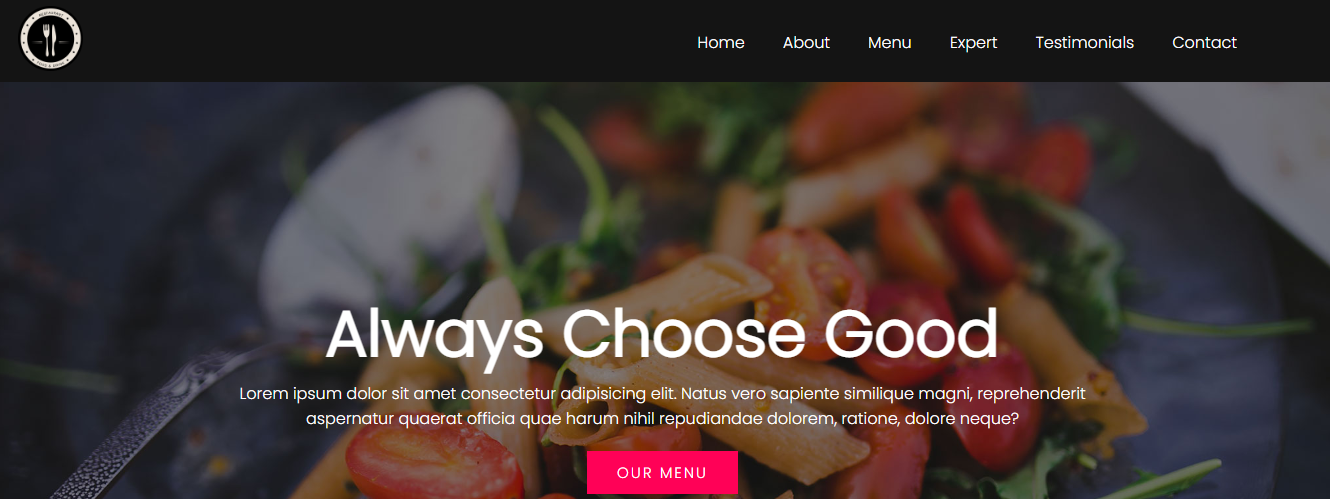 Home About Menu Expert Testimonials Contact
Always Choose Good
Lorem ipsum dolor sit amet consectetur adipisicing elit. Natus vero sapiente similique magni, reprehenderit
aspernatur quaerat officia quae harum nihil repudiandae dolorem, ratione, dolore neque?
OUR MENU